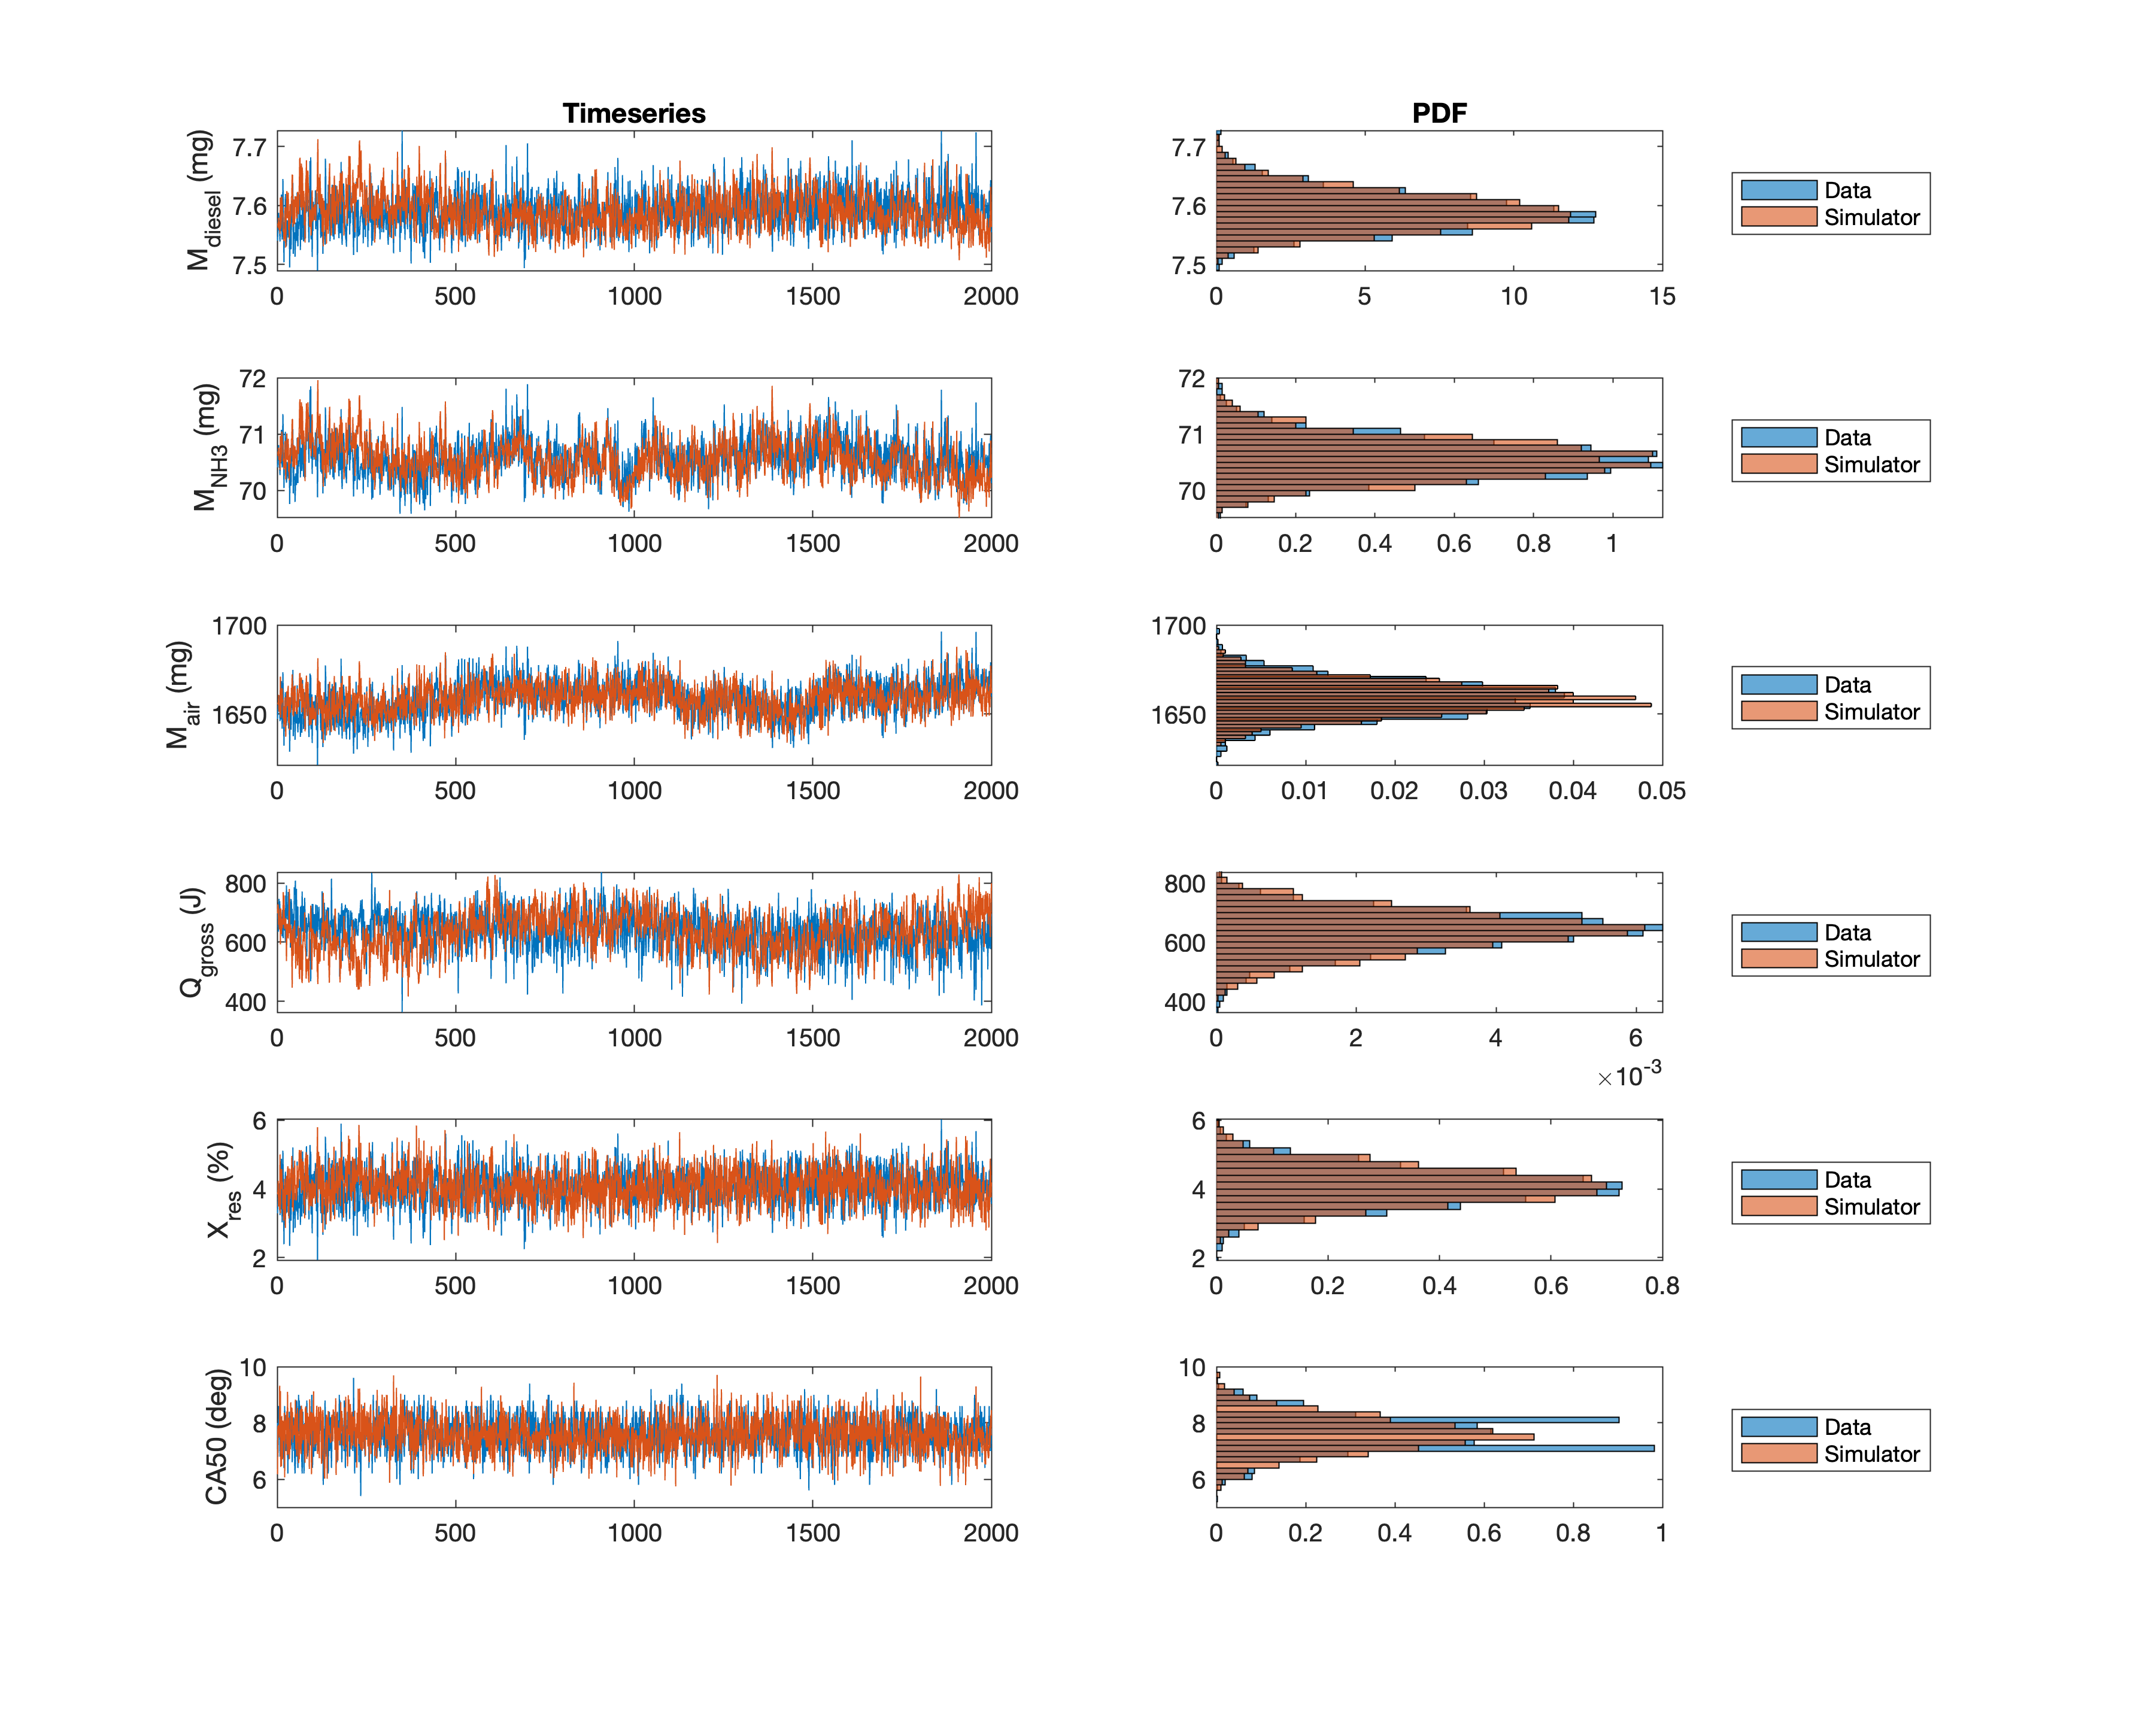 Timeseries PDF
M_diesel (mg)
7.7
7.6
7.5
0 500 1000 1500 2000
7.7
7.6
7.5
0 5 10 15
Data
Simulator
M_NH3 (mg)
72
71
70
0 500 1000 1500 2000
72
71
70
0 0.2 0.4 0.6 0.8 1
Data
Simulator
M_air (mg)
1700
1650
0 500 1000 1500 2000
1700
1650
0 0.01 0.02 0.03 0.04 0.05
Data
Simulator
Q_gross (J)
800
600
400
0 500 1000 1500 2000
800
600
400
0 2 4 6
×10^-3
Data
Simulator
X_res (%)
6
4
2
0 500 1000 1500 2000
6
4
2
0 0.2 0.4 0.6 0.8
Data
Simulator
CA50 (deg)
10
8
6
0 500 1000 1500 2000
10
8
6
0 0.2 0.4 0.6 0.8 1
Data
Simulator